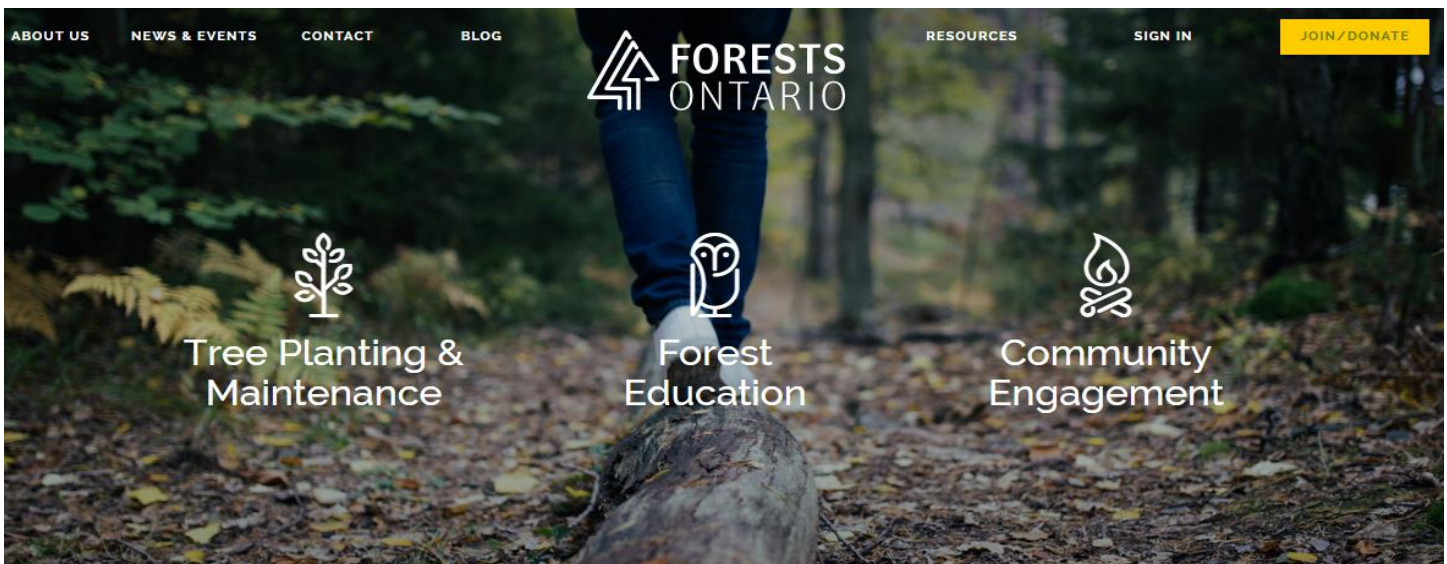 ABOUT US NEWS & EVENTS CONTACT BLOG RESOURCES SIGN IN JOIN/DONATE
FORESTS
ONTARIO
Tree Planting &
Maintenance
Forest
Education
Community
Engagement